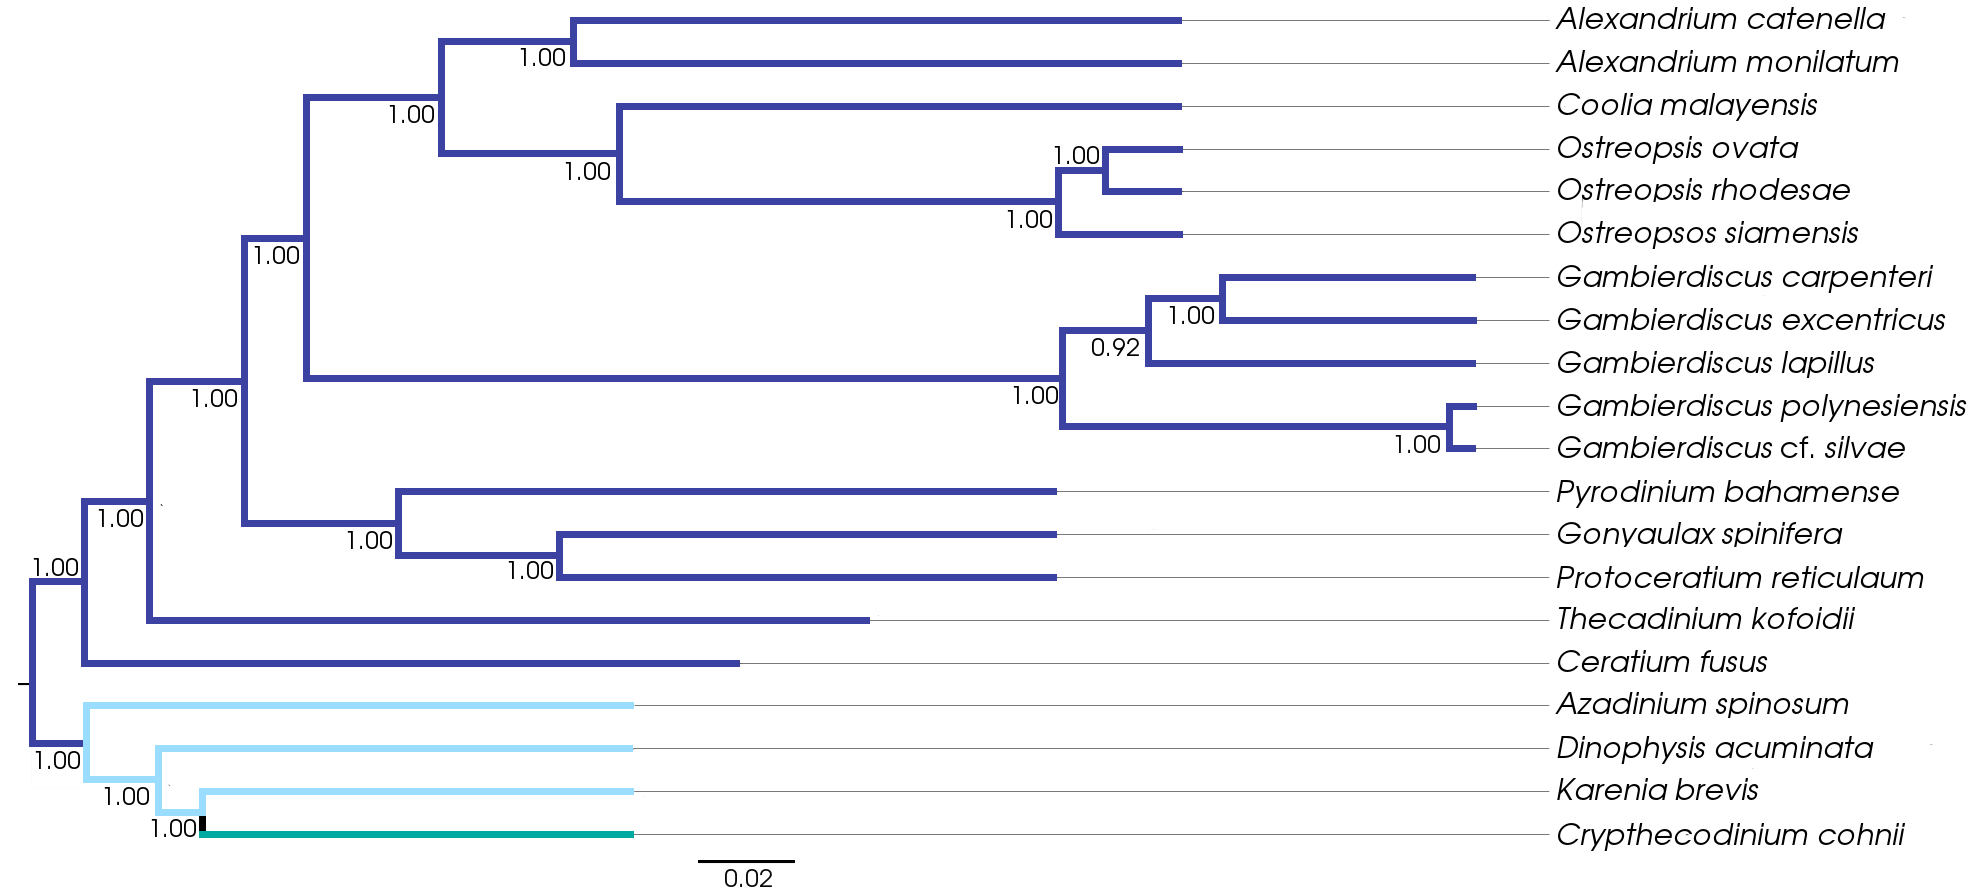 Alexandrium catenella
1.00
Alexandrium monilatum
1.00
Coolia malayensis
1.00
Ostreopsis ovata
1.00
Ostreopsis rhodesae
1.00
Ostreopsos siamensis
1.00
Gambierdiscus carpenteri
1.00
Gambierdiscus excentricus
0.92
Gambierdiscus lapillus
1.00
1.00
Gambierdiscus polynesiensis
1.00
Gambierdiscus cf. silvae
Pyrodinium bahamense
1.00
1.00
Gonyaulax spinifera
1.00
1.00
Protoceratium reticulaum
Thecadinium kofoidii
Ceratium fusus
Azadinium spinosum
1.00
Dinophysis acuminata
1.00
Karenia brevis
1.00
Crypthecodinium cohnii
0.02